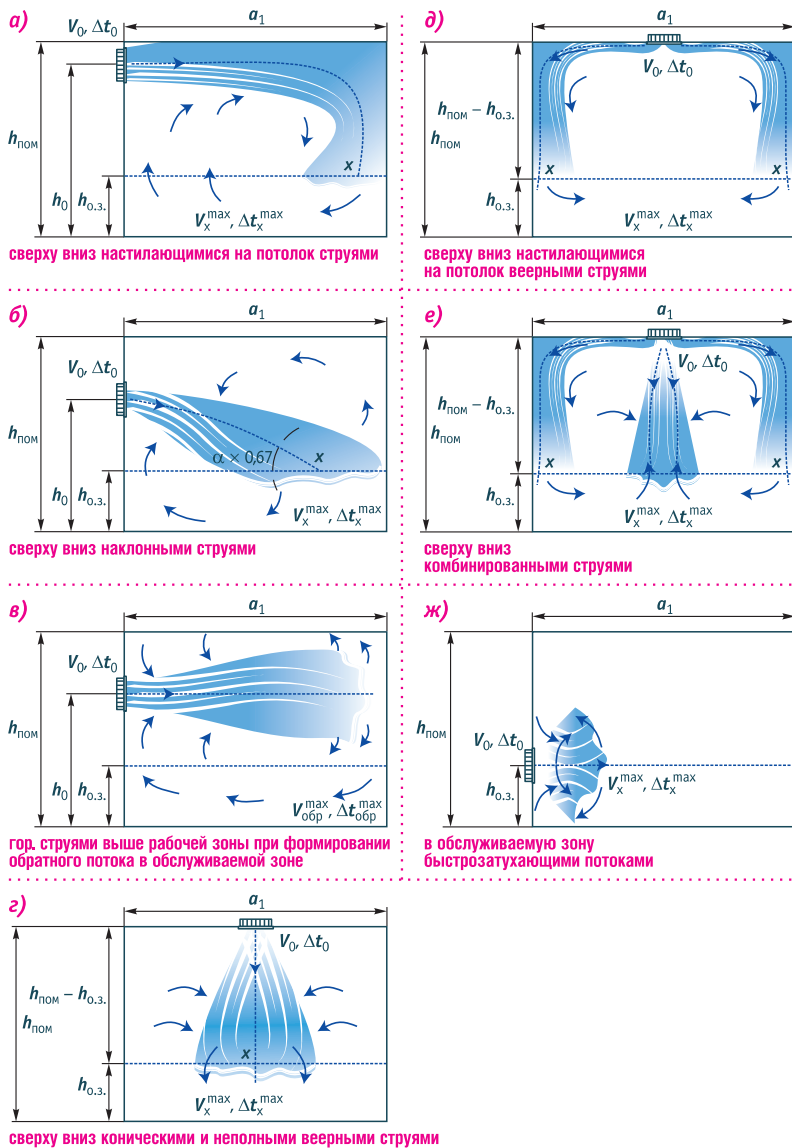 а)
a₁
V₀, Δt₀
hпом
h₀
hо.з.
x
Vₓᵐᵃˣ, Δtₓᵐᵃˣ
сверху вниз настилающимися на потолок струями
д)
a₁
V₀, Δt₀
hпом – hо.з.
hпом
x
x
hо.з.
Vₓᵐᵃˣ, Δtₓᵐᵃˣ
сверху вниз настилающимися
на потолок веерными струями
б)
a₁
V₀, Δt₀
hпом
x
α × 0,67
h₀
hо.з.
Vₓᵐᵃˣ, Δtₓᵐᵃˣ
сверху вниз наклонными струями
е)
a₁
V₀, Δt₀
hпом – hо.з.
hпом
x
x
hо.з.
Vₓᵐᵃˣ, Δtₓᵐᵃˣ
сверху вниз
комбинированными струями
в)
a₁
V₀, Δt₀
hпом
h₀
hо.з.
Vобрᵐᵃˣ, Δtобрᵐᵃˣ
гор. струями выше рабочей зоны при формировании
обратного потока в обслуживаемой зоне
ж)
a₁
hпом
V₀, Δt₀
Vₓᵐᵃˣ, Δtₓᵐᵃˣ
hо.з.
в обслуживаемую зону
быстрозатухающими потоками
г)
a₁
V₀, Δt₀
hпом – hо.з.
hпом
x
hо.з.
Vₓᵐᵃˣ, Δtₓᵐᵃˣ
сверху вниз коническими и неполными веерными струями